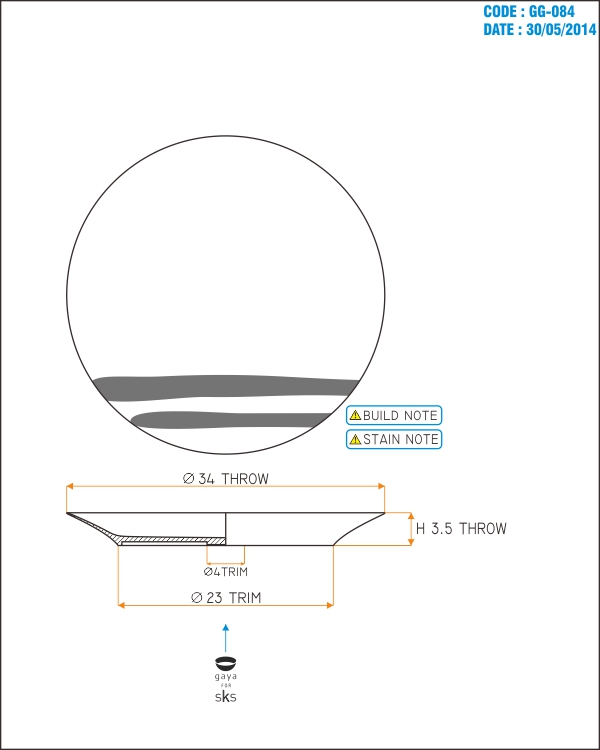 CODE : GG-084
DATE : 30/05/2014
BUILD NOTE
STAIN NOTE
Ø 34 THROW
H 3.5 THROW
Ø4TRIM
Ø 23 TRIM
gaya
FOR
sks